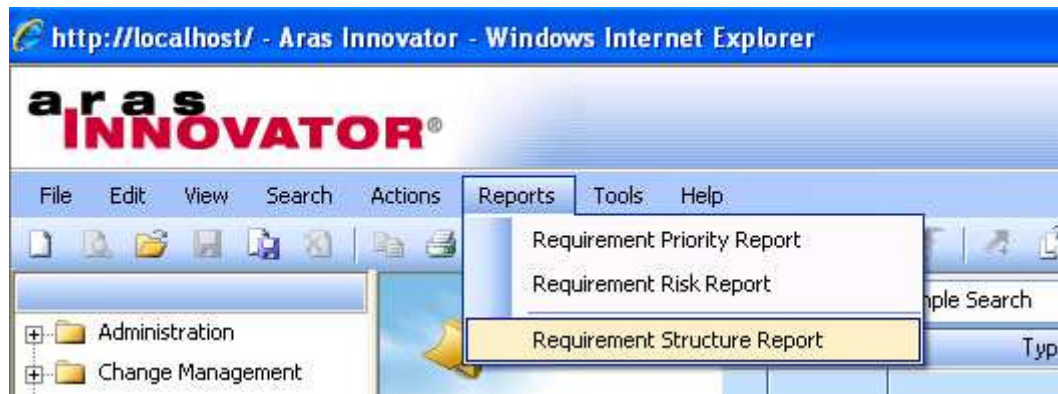 http://localhost/ - Aras Innovator - Windows Internet Explorer
aras
INNOVATOR®
File Edit View Search Actions Reports Tools Help
Requirement Priority Report
Requirement Risk Report
Search
Requirement Structure Report
Administration
Change Management